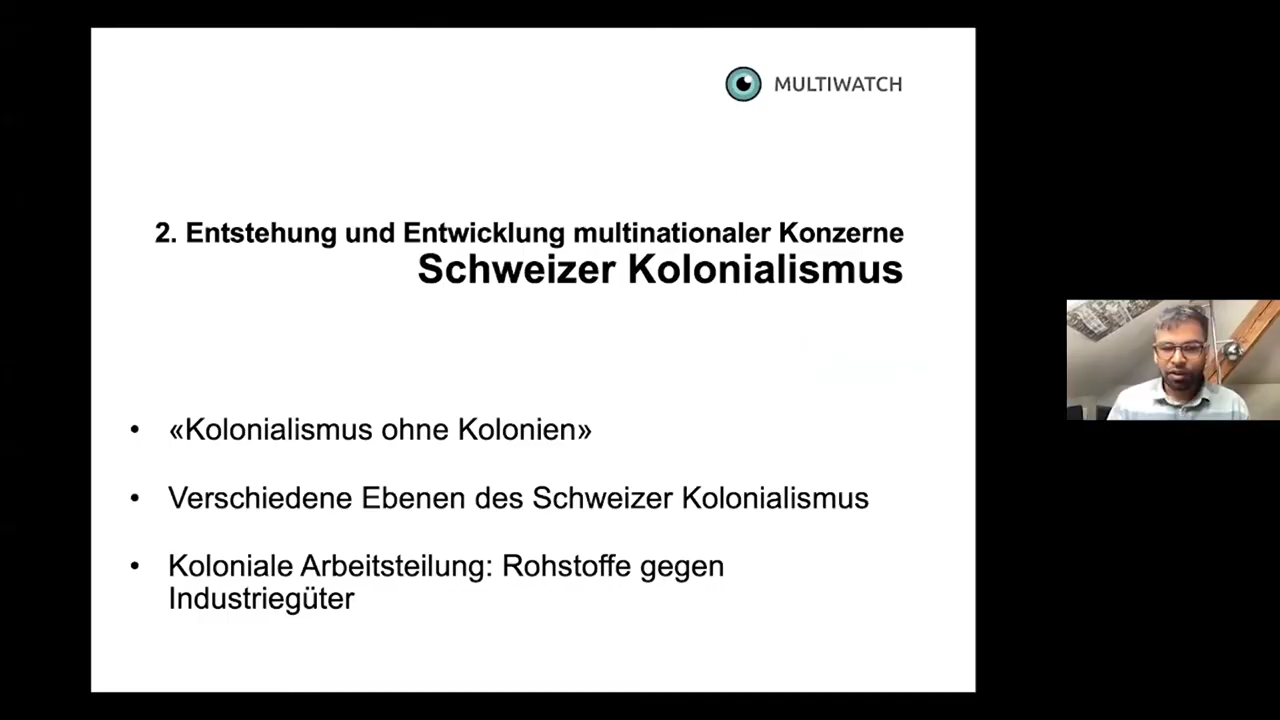 MULTIWATCH
2. Entstehung und Entwicklung multinationaler Konzerne
Schweizer Kolonialismus
• «Kolonialismus ohne Kolonien»
• Verschiedene Ebenen des Schweizer Kolonialismus
• Koloniale Arbeitsteilung: Rohstoffe gegen
Industriegüter